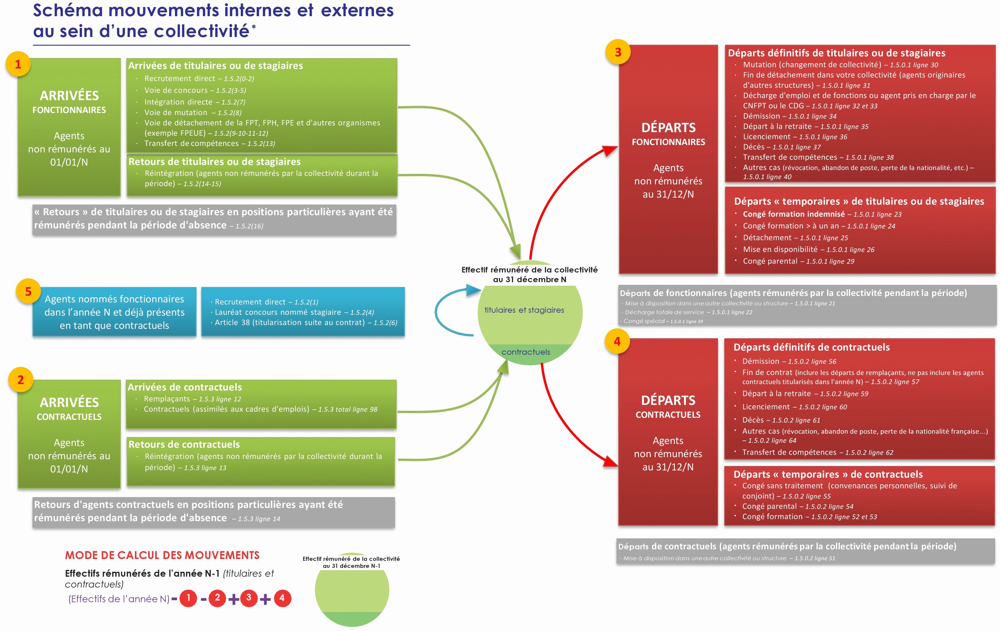 Schéma mouvements internes et externes
au sein d’une collectivité*
1
ARRIVÉES
FONCTIONNAIRES
Agents
non rémunérés au
01/01/N
Arrivées de titulaires ou de stagiaires
· Recrutement direct – 1.5.2(0-2)
· Voie de concours – 1.5.2(3-5)
· Intégration directe – 1.5.2(7)
· Voie de mutation – 1.5.2(8)
· Voie de détachement de la FPT, FPH, FPE et d’autres organismes
(exemple FPEUE) – 1.5.2(9-10-11-12)
· Transfert de compétences – 1.5.2(13)
Retours de titulaires ou de stagiaires
· Réintégration (agents non rémunérés par la collectivité durant la
période) – 1.5.2(14-15)
« Retours » de titulaires ou de stagiaires en positions particulières ayant été
rémunérés pendant la période d'absence – 1.5.2(16)
5
Agents nommés fonctionnaires
dans l’année N et déjà présents
en tant que contractuels
· Recrutement direct – 1.5.2(1)
· Lauréat concours nommé stagiaire – 1.5.2(4)
· Article 38 (titularisation suite au contrat) – 1.5.2(6)
2
ARRIVÉES
CONTRACTUELS
Agents
non rémunérés au
01/01/N
Arrivées de contractuels
· Remplaçants – 1.5.3 ligne 12
· Contractuels (assimilés aux cadres d'emplois) – 1.5.3 total ligne 98
Retours de contractuels
· Réintégration (agents non rémunérés par la collectivité durant la
période) – 1.5.3 ligne 13
Retours d'agents contractuels en positions particulières ayant été
rémunérés pendant la période d'absence – 1.5.3 ligne 14
MODE DE CALCUL DES MOUVEMENTS
Effectifs rémunérés de l’année N-1 (titulaires et
contractuels)
(Effectifs de l’année N) - 1 - 2 + 3 + 4
Effectif rémunéré de la collectivité
au 31 décembre N-1
Effectif rémunéré de la collectivité
au 31 décembre N
titulaires et stagiaires
contractuels
3
DÉPARTS
FONCTIONNAIRES
Agents
non rémunérés
au 31/12/N
Départs définitifs de titulaires ou de stagiaires
· Mutation (changement de collectivité) – 1.5.0.1 ligne 30
· Fin de détachement dans votre collectivité (agents originaires
d'autres structures) – 1.5.0.1 ligne 31
· Décharge d'emploi et de fonctions ou agent pris en charge par le
CNFPT ou le CDG – 1.5.0.1 ligne 32 et 33
· Démission – 1.5.0.1 ligne 34
· Départ à la retraite – 1.5.0.1 ligne 35
· Licenciement – 1.5.0.1 ligne 36
· Décès – 1.5.0.1 ligne 37
· Transfert de compétences – 1.5.0.1 ligne 38
· Autres cas (révocation, abandon de poste, perte de la nationalité, etc.) –
1.5.0.1 ligne 40
Départs « temporaires » de titulaires ou de stagiaires
· Congé formation indemnisé – 1.5.0.1 ligne 23
· Congé formation > à un an – 1.5.0.1 ligne 24
· Détachement – 1.5.0.1 ligne 25
· Mise en disponibilité – 1.5.0.1 ligne 26
· Congé parental – 1.5.0.1 ligne 29
Départs de fonctionnaires (agents rémunérés par la collectivité pendant la période)
- Mise à disposition dans une autre collectivité ou structure – 1.5.0.1 ligne 21
- Décharge totale de service – 1.5.0.1 ligne 22
- Congé spécial – 1.5.0.1 ligne 39
4
DÉPARTS
CONTRACTUELS
Agents
non rémunérés
au 31/12/N
Départs définitifs de contractuels
· Démission – 1.5.0.2 ligne 56
· Fin de contrat (inclure les départs de remplaçants, ne pas inclure les agents
contractuels titularisés dans l'année N) – 1.5.0.2 ligne 57
· Départ à la retraite – 1.5.0.2 ligne 59
· Licenciement – 1.5.0.2 ligne 60
· Décès – 1.5.0.2 ligne 61
· Autres cas (révocation, abandon de poste, perte de la nationalité française...)
– 1.5.0.2 ligne 64
· Transfert de compétences – 1.5.0.2 ligne 62
Départs « temporaires » de contractuels
· Congé sans traitement (convenances personnelles, suivi de
conjoint) – 1.5.0.2 ligne 55
· Congé parental – 1.5.0.2 ligne 54
· Congé formation – 1.5.0.2 ligne 52 et 53
Départs de contractuels (agents rémunérés par la collectivité pendant la période)
- Mise à disposition dans une autre collectivité ou structure – 1.5.0.2 ligne 51